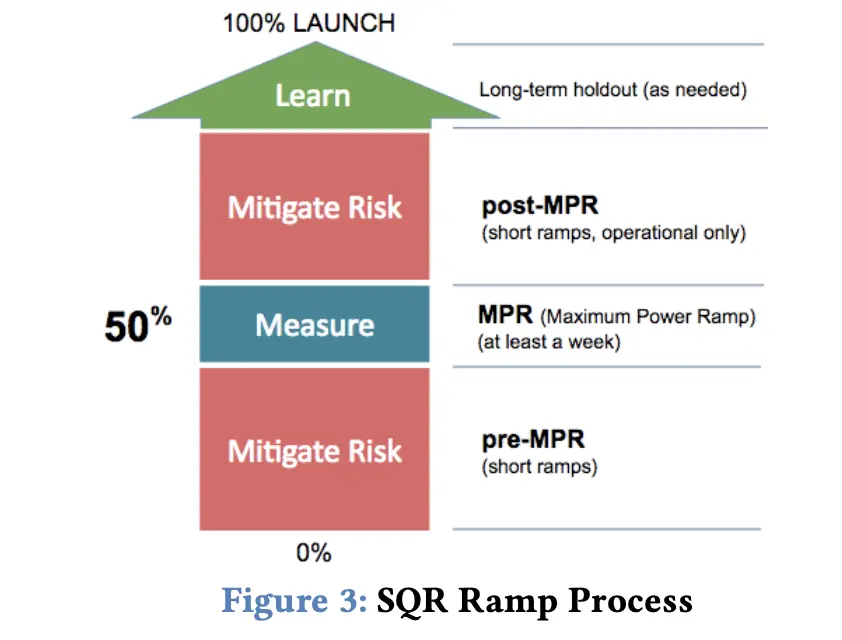 100% LAUNCH
Learn
Long-term holdout (as needed)
Mitigate Risk
post-MPR
(short ramps, operational only)
50%
Measure
MPR (Maximum Power Ramp)
(at least a week)
Mitigate Risk
pre-MPR
(short ramps)
0%
Figure 3: SQR Ramp Process